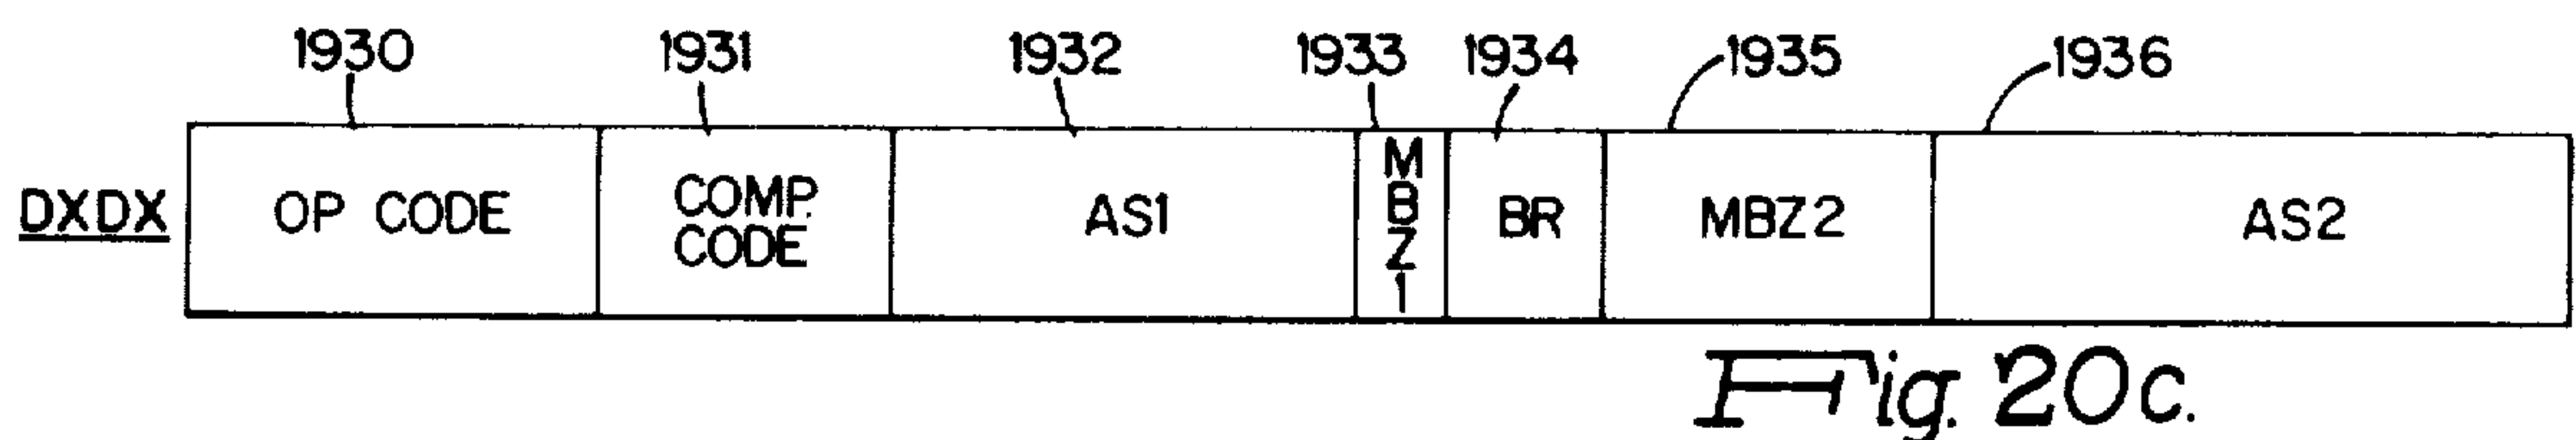 1930 1931 1932 1933 1934 1935 1936
DXDX OP CODE COMP. CODE AS1 MBZ1 BR MBZ2 AS2
Fig. 20c.